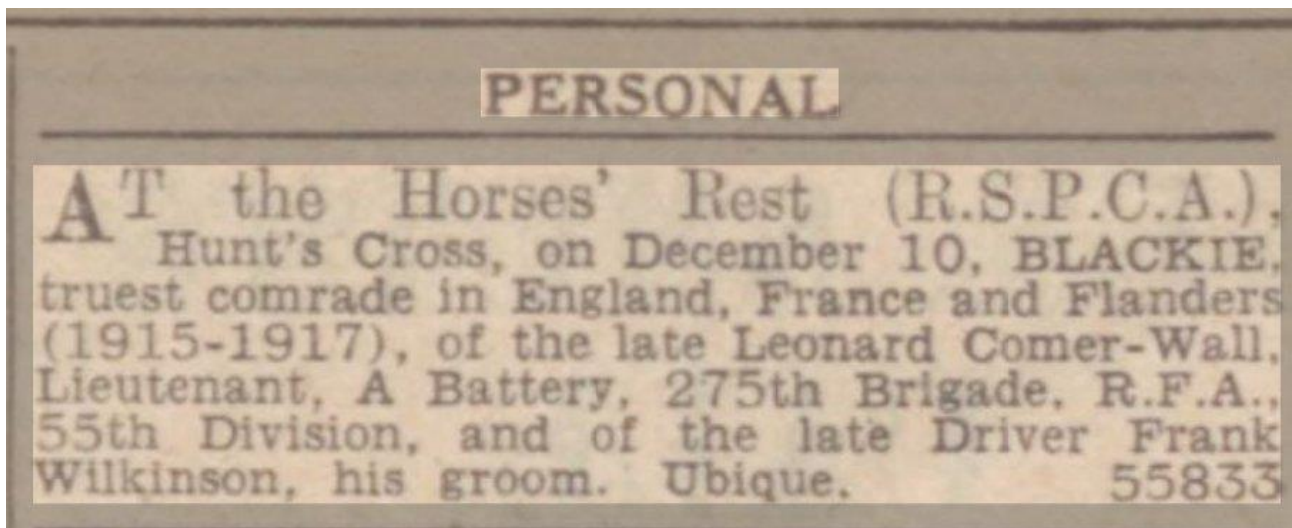 PERSONAL
AT the Horses' Rest (R.S.P.C.A.),
Hunt's Cross, on December 10, BLACKIE,
truest comrade in England, France and Flanders
(1915-1917), of the late Leonard Comer-Wall,
Lieutenant, A Battery, 275th Brigade, R.F.A.,
55th Division, and of the late Driver Frank
Wilkinson, his groom. Ubique. 55833